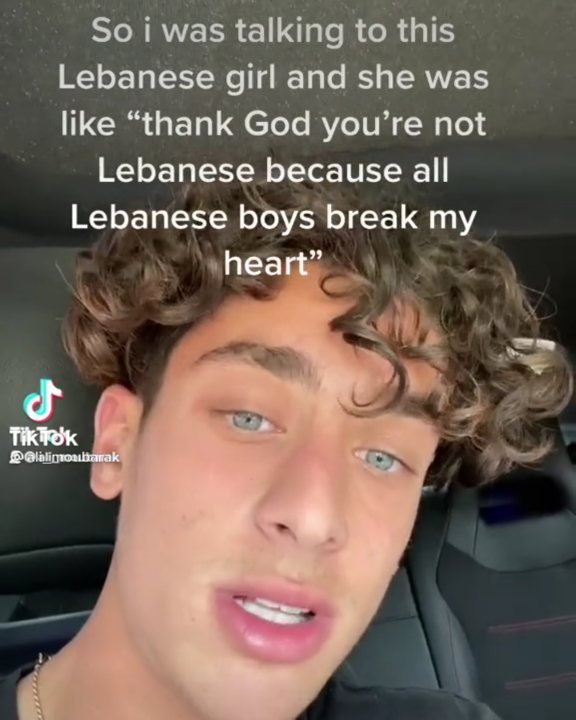 So i was talking to this
Lebanese girl and she was
like “thank God you’re not
Lebanese because all
Lebanese boys break my
heart”
TikTok